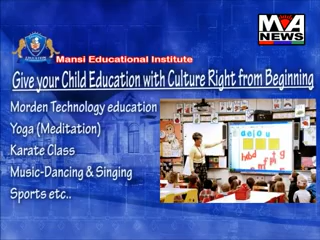 MVA
NEWS
Mansi Educational Institute
Give your Child Education with Culture Right from Beginning
Morden Technology education
Yoga (Meditation)
Karate Class
Music-Dancing & Singing
Sports etc..